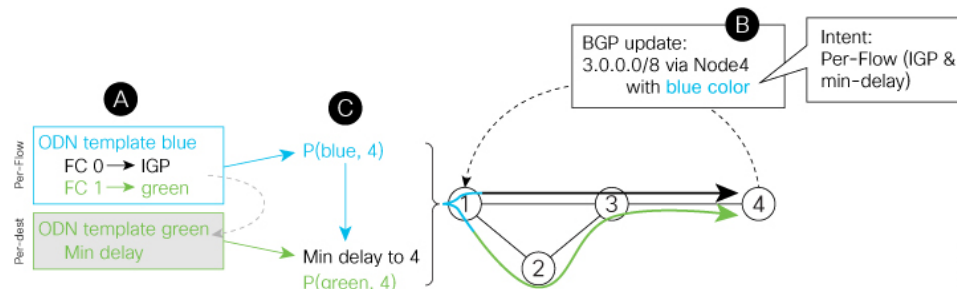 A
Per-Flow
ODN template blue
FC 0 → IGP
FC 1 → green
Per-dest
ODN template green
Min delay
C
P(blue, 4)
Min delay to 4
P(green, 4)
B
BGP update:
3.0.0.0/8 via Node4
with blue color
Intent:
Per-Flow (IGP &
min-delay)
1
2
3
4